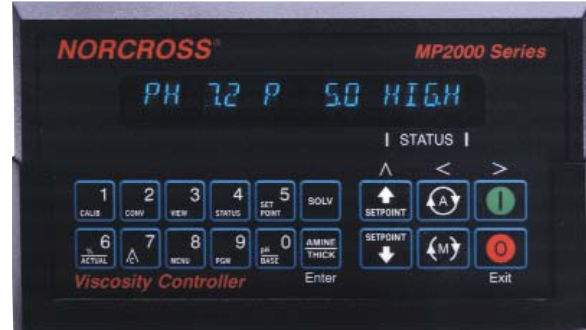 NORCROSS® MP2000 Series
PH 7.2 P 5.0 HIGH
| STATUS |
Λ < >
1 CALIB 2 CONV 3 VIEW 4 STATUS 5 SET POINT SOLV SETPOINT A I
6 % ACTUAL 7 °C 8 MENU 9 PGM 0 pH BASE AMINE THICK SETPOINT M O
Viscosity Controller Enter Exit